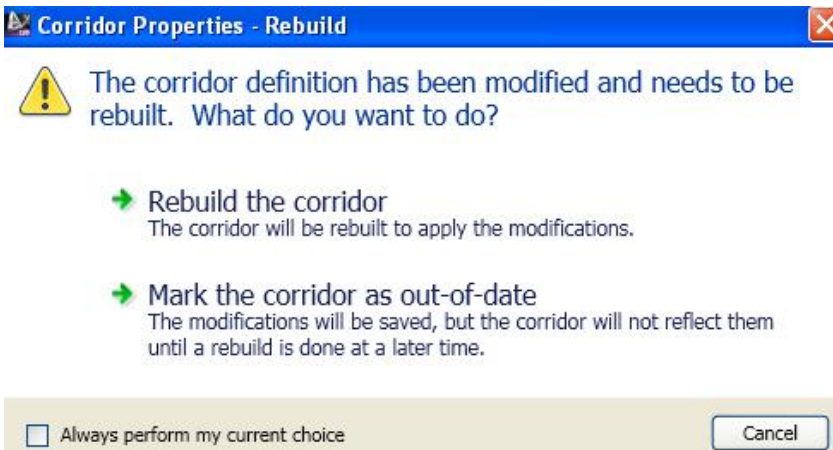 Corridor Properties - Rebuild
The corridor definition has been modified and needs to be
rebuilt. What do you want to do?
Rebuild the corridor
The corridor will be rebuilt to apply the modifications.
Mark the corridor as out-of-date
The modifications will be saved, but the corridor will not reflect them
until a rebuild is done at a later time.
Always perform my current choice
Cancel